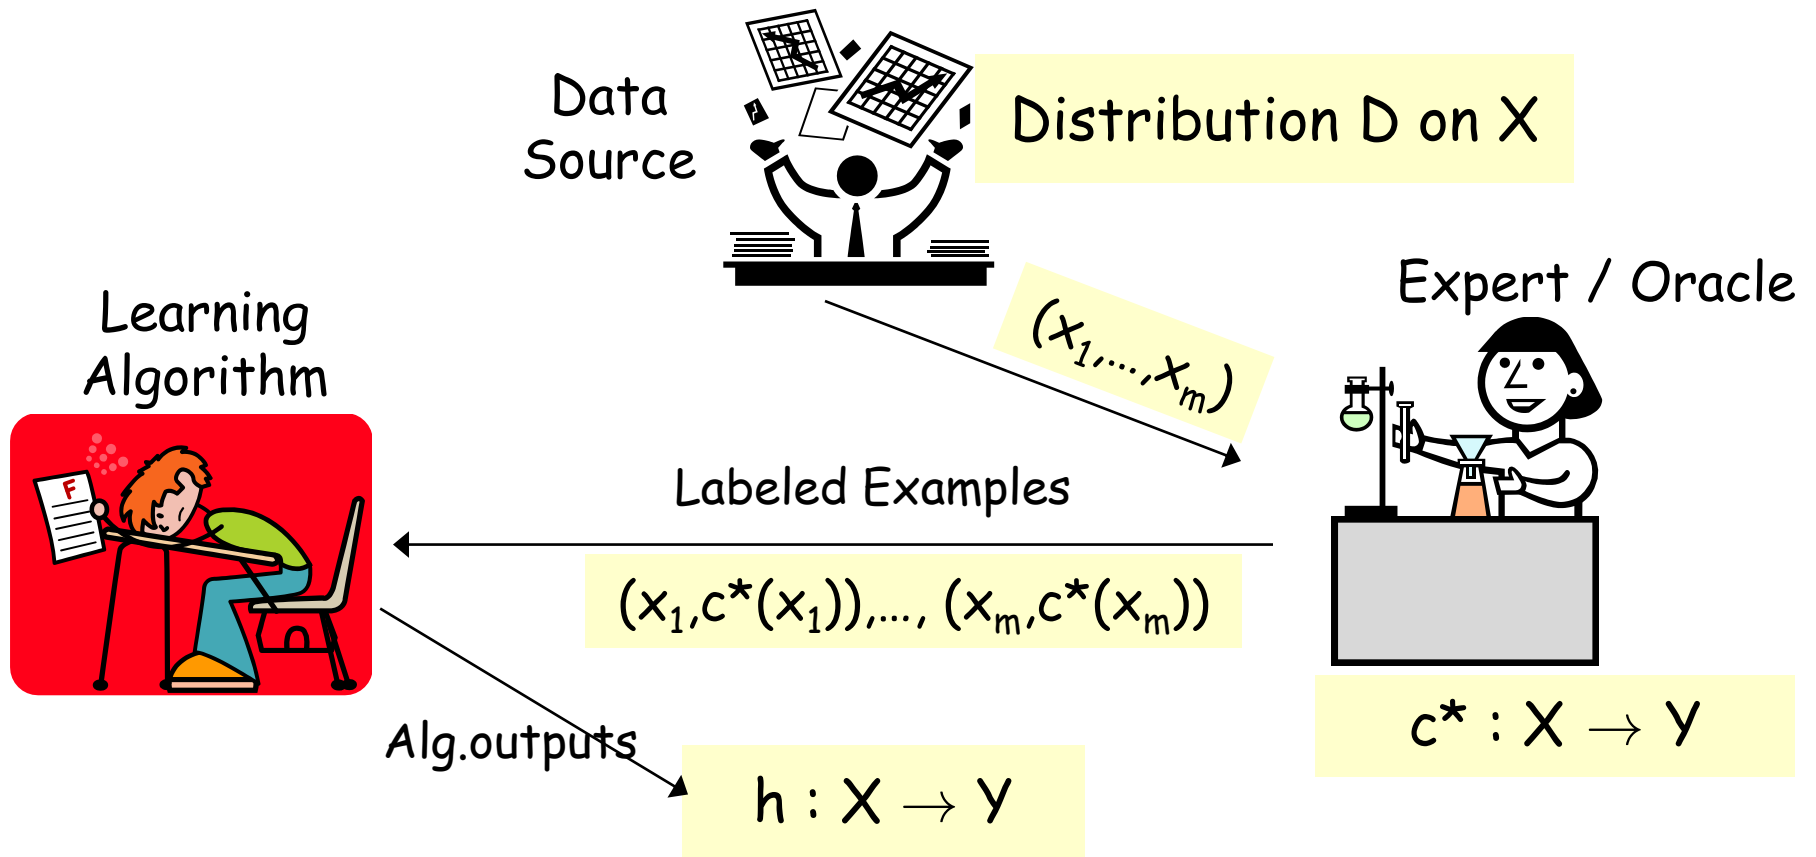 Data
Source
Distribution D on X
Expert / Oracle
(x₁,...,xₘ)
Learning
Algorithm
F
Labeled Examples
(x₁,c*(x₁)),..., (xₘ,c*(xₘ))
c* : X → Y
Alg.outputs
h : X → Y